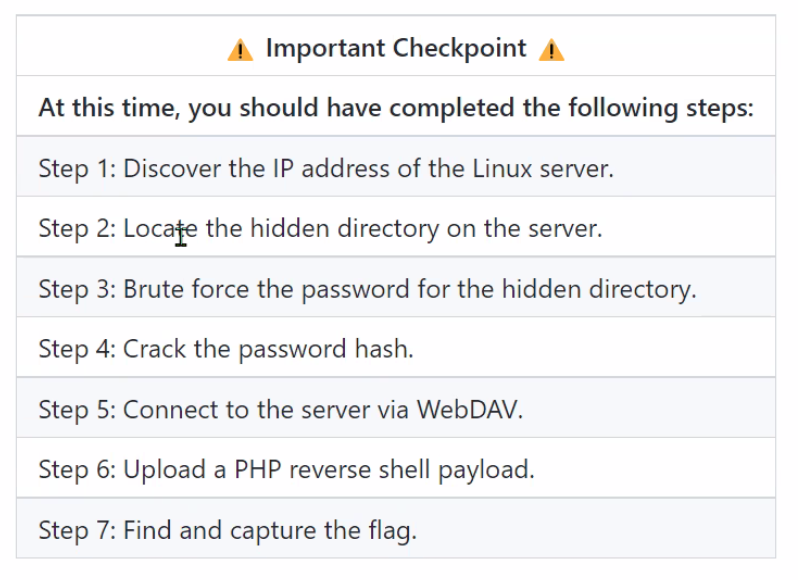 ⚠ Important Checkpoint ⚠
At this time, you should have completed the following steps:
Step 1: Discover the IP address of the Linux server.
Step 2: Locate the hidden directory on the server.
Step 3: Brute force the password for the hidden directory.
Step 4: Crack the password hash.
Step 5: Connect to the server via WebDAV.
Step 6: Upload a PHP reverse shell payload.
Step 7: Find and capture the flag.